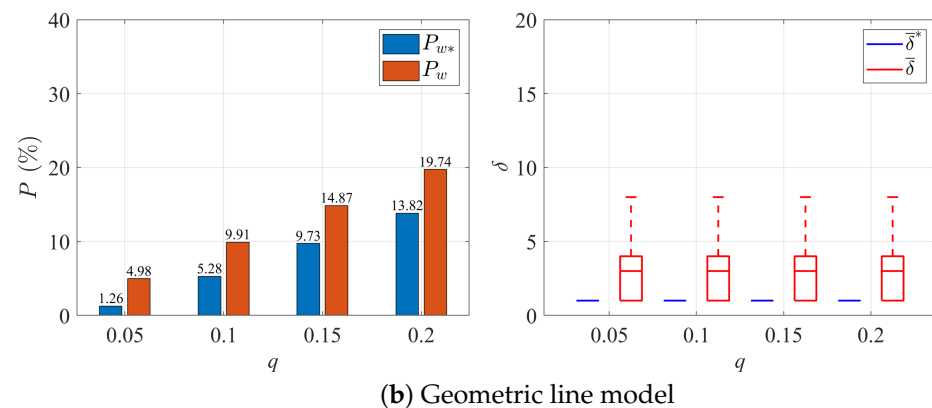 40
30
20
10
0
P (%)
P_{w*}
P_w
1.26
4.98
5.28
9.91
9.73
14.87
13.82
19.74
0.05 0.1 0.15 0.2
q
20
15
10
5
0
δ
\overline{δ}^*
\overline{δ}
0.05 0.1 0.15 0.2
q
(b) Geometric line model